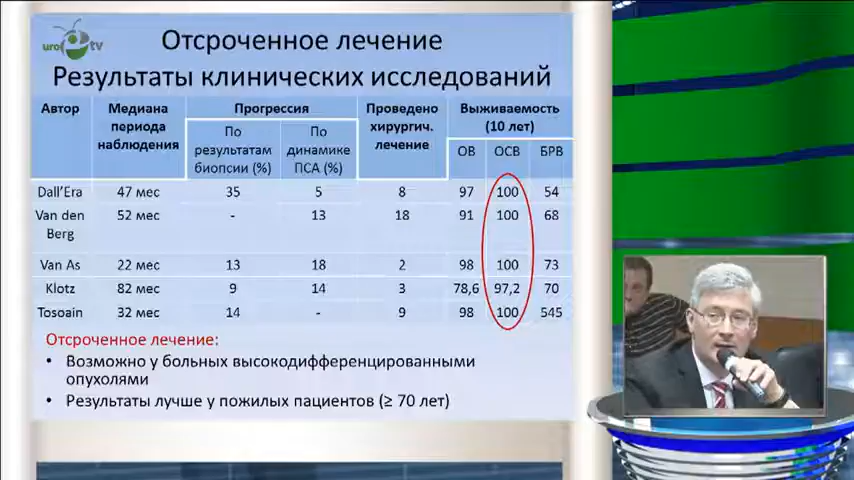 uro tv
Отсроченное лечение
Результаты клинических исследований
Автор Медиана периода наблюдения Прогрессия Проведено хирургич. лечение Выживаемость (10 лет)
По результатам биопсии (%) По динамике ПСА (%) ОВ ОСВ БРВ
Dall'Era 47 мес 35 5 8 97 100 54
Van den Berg 52 мес - 13 18 91 100 68
Van As 22 мес 13 18 2 98 100 73
Klotz 82 мес 9 14 3 78,6 97,2 70
Tosoain 32 мес 14 - 9 98 100 545
Отсроченное лечение:
• Возможно у больных высокодифференцированными
опухолями
• Результаты лучше у пожилых пациентов (≥ 70 лет)